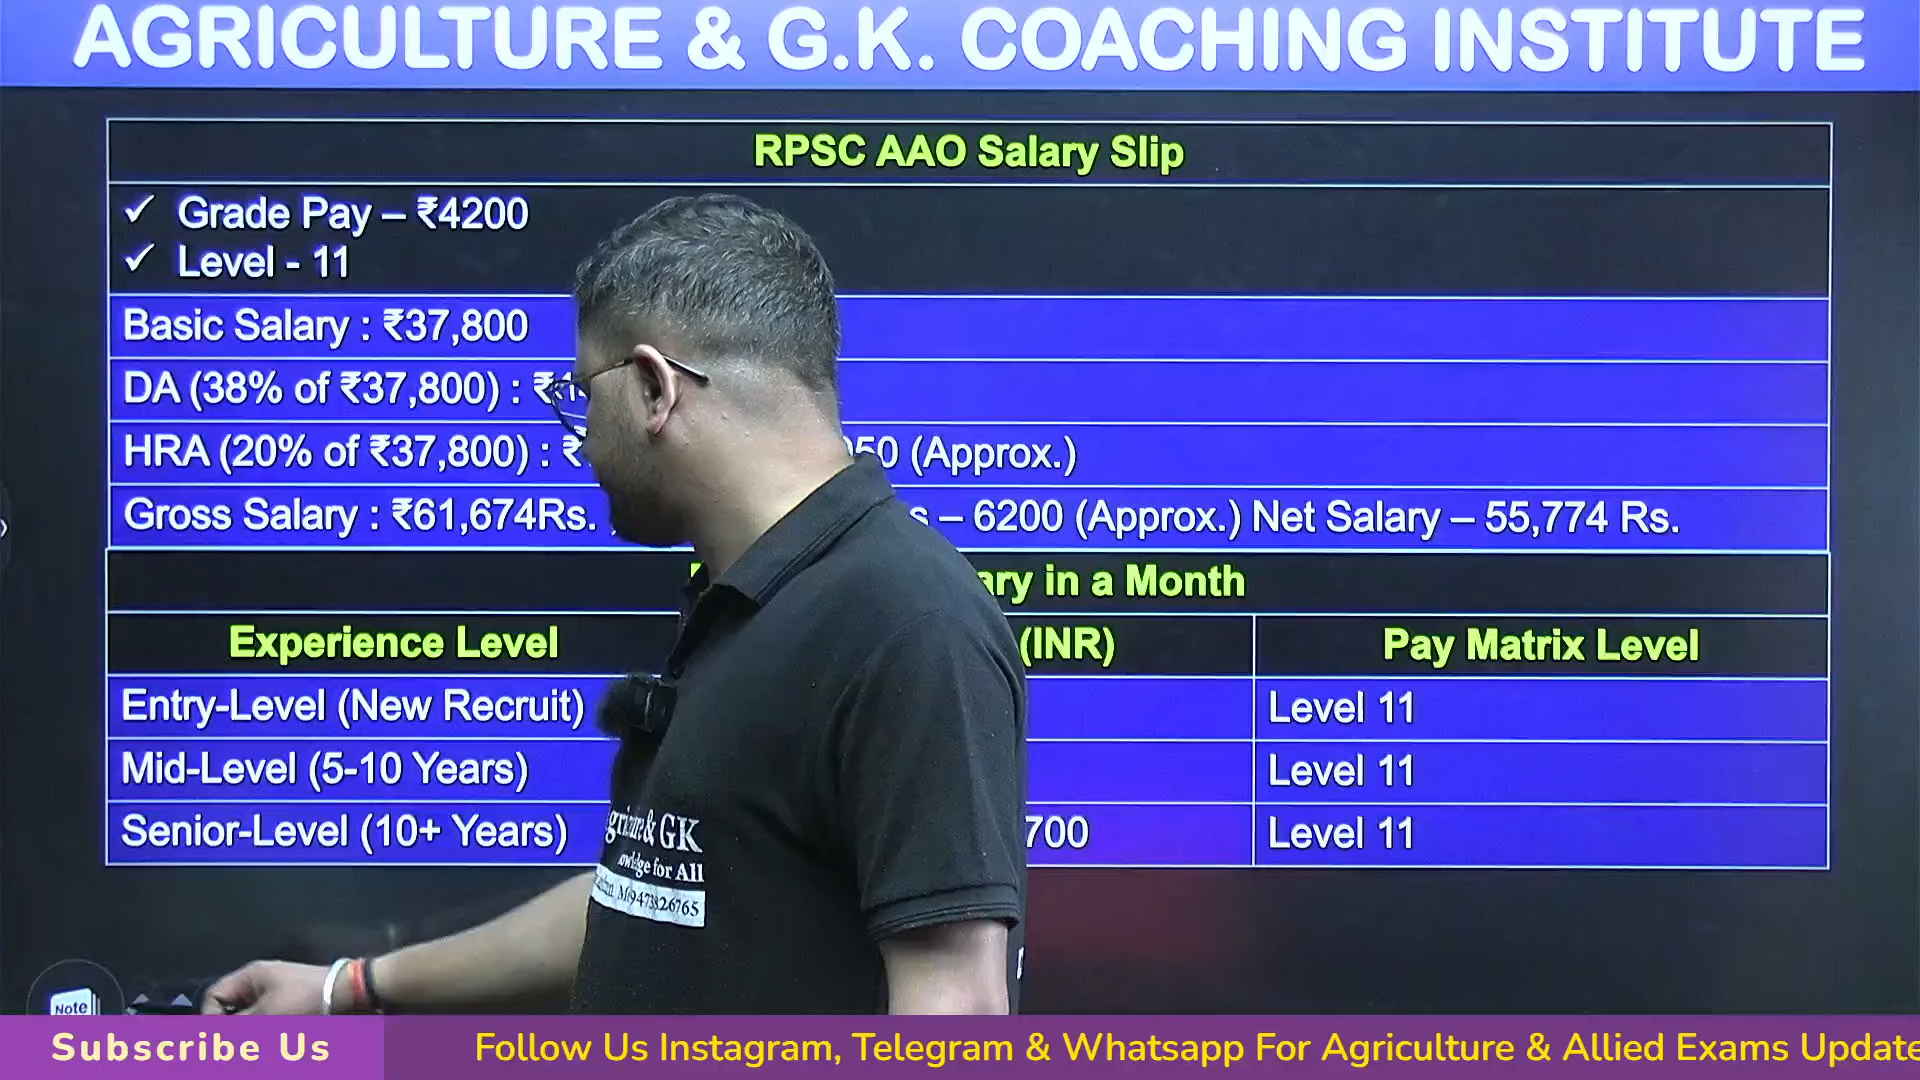 AGRICULTURE & G.K. COACHING INSTITUTE
RPSC AAO Salary Slip
✓ Grade Pay – ₹4200
✓ Level - 11
Basic Salary : ₹37,800
DA (38% of ₹37,800) :
HRA (20% of ₹37,800) : (Approx.)
Gross Salary : ₹61,674Rs. – 6200 (Approx.) Net Salary – 55,774 Rs.
in a Month
Experience Level (INR) Pay Matrix Level
Entry-Level (New Recruit) Level 11
Mid-Level (5-10 Years) Level 11
Senior-Level (10+ Years) Level 11
& GK
for All
9473826765
Note
Subscribe Us
Follow Us Instagram, Telegram & Whatsapp For Agriculture & Allied Exams Update